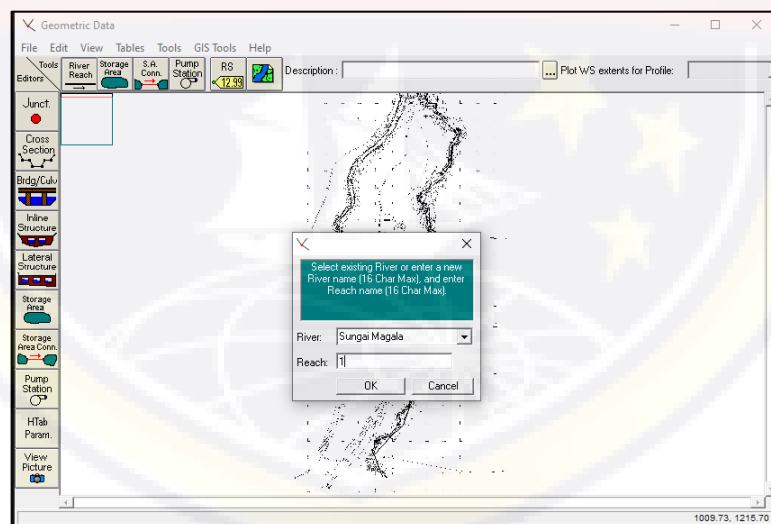 Geometric Data
File Edit View Tables Tools GIS Tools Help
Tools
Editors
River
Reach
Storage
Area
S.A.
Conn.
Pump
Station
RS
12.99
Description :
...
Plot WS extents for Profile:
Junct.
Cross
Section
Brdg/Culv
Inline
Structure
Lateral
Structure
Storage
Area
Storage
Area Conn.
Pump
Station
HTab
Param.
View
Picture
Select existing River or enter a new
River name (16 Char Max), and enter
Reach name (16 Char Max).
River: Sungai Magala
Reach: 1
OK Cancel
1009.73, 1215.70